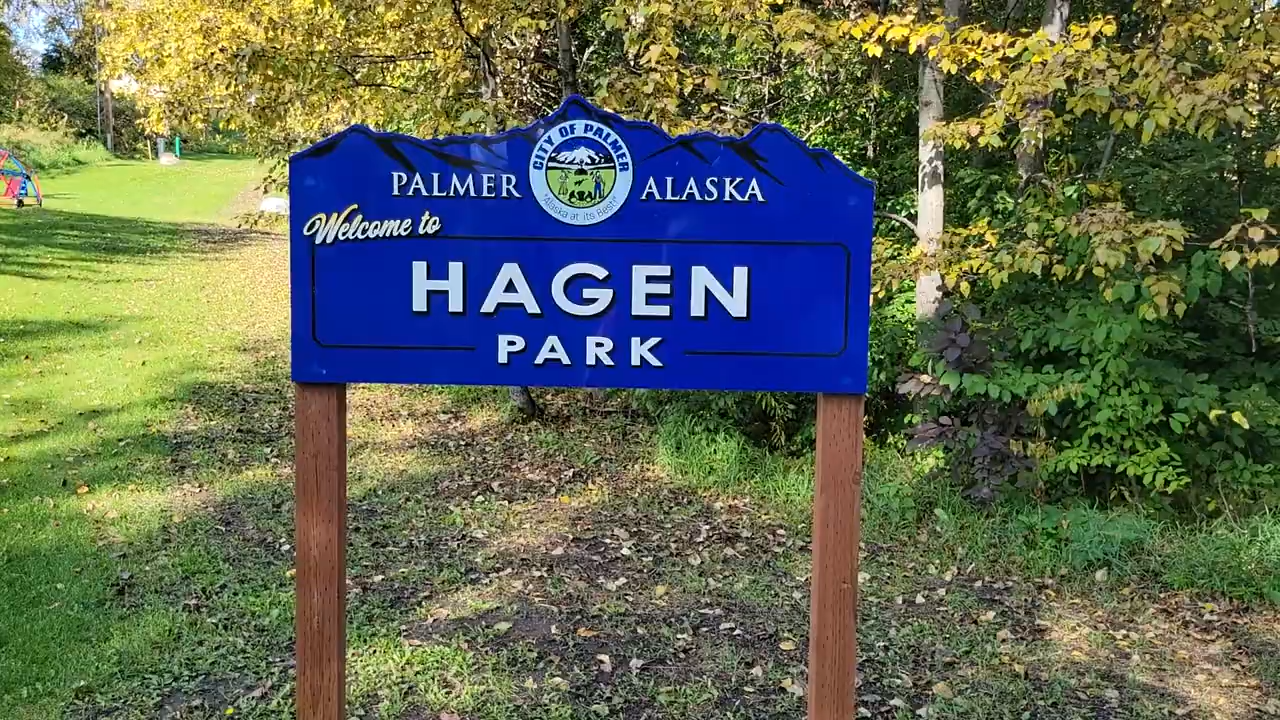 CITY OF PALMER
PALMER ALASKA
"Alaska at its Best!"
Welcome to
HAGEN
PARK